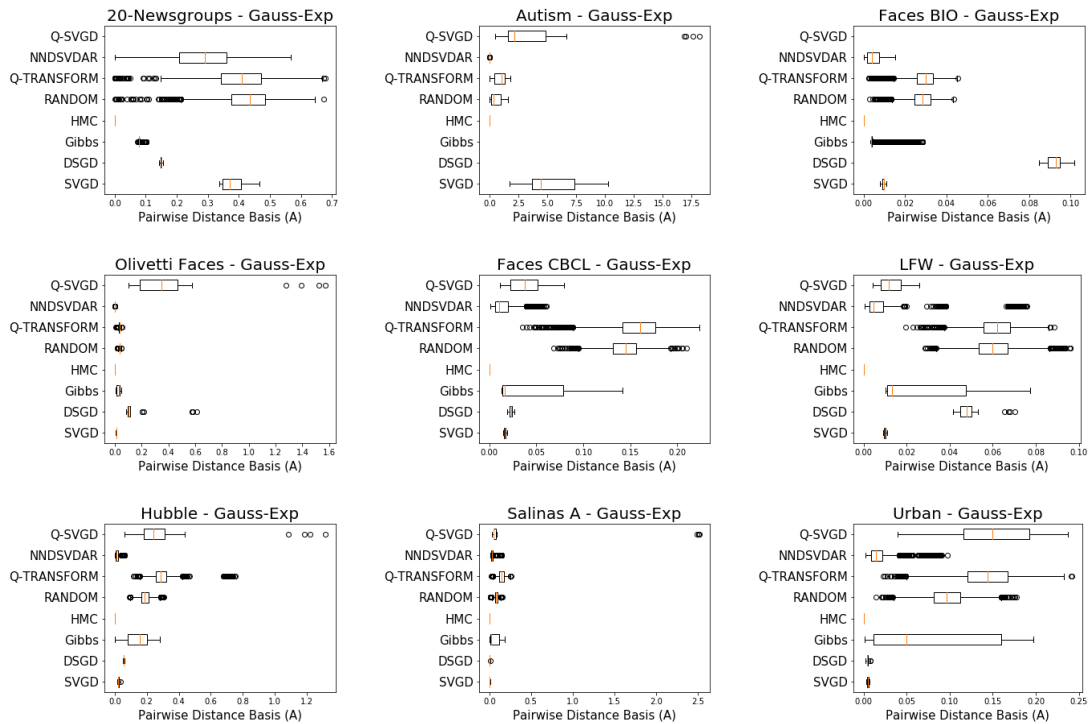 20-Newsgroups - Gauss-Exp
Q-SVGD
NNDSVDAR
Q-TRANSFORM
RANDOM
HMC
Gibbs
DSGD
SVGD
0.0 0.1 0.2 0.3 0.4 0.5 0.6 0.7
Pairwise Distance Basis (A)
Autism - Gauss-Exp
Q-SVGD
NNDSVDAR
Q-TRANSFORM
RANDOM
HMC
Gibbs
DSGD
SVGD
0.0 2.5 5.0 7.5 10.0 12.5 15.0 17.5
Pairwise Distance Basis (A)
Faces BIO - Gauss-Exp
Q-SVGD
NNDSVDAR
Q-TRANSFORM
RANDOM
HMC
Gibbs
DSGD
SVGD
0.00 0.02 0.04 0.06 0.08 0.10
Pairwise Distance Basis (A)
Olivetti Faces - Gauss-Exp
Q-SVGD
NNDSVDAR
Q-TRANSFORM
RANDOM
HMC
Gibbs
DSGD
SVGD
0.0 0.2 0.4 0.6 0.8 1.0 1.2 1.4 1.6
Pairwise Distance Basis (A)
Faces CBCL - Gauss-Exp
Q-SVGD
NNDSVDAR
Q-TRANSFORM
RANDOM
HMC
Gibbs
DSGD
SVGD
0.00 0.05 0.10 0.15 0.20
Pairwise Distance Basis (A)
LFW - Gauss-Exp
Q-SVGD
NNDSVDAR
Q-TRANSFORM
RANDOM
HMC
Gibbs
DSGD
SVGD
0.00 0.02 0.04 0.06 0.08 0.10
Pairwise Distance Basis (A)
Hubble - Gauss-Exp
Q-SVGD
NNDSVDAR
Q-TRANSFORM
RANDOM
HMC
Gibbs
DSGD
SVGD
0.0 0.2 0.4 0.6 0.8 1.0 1.2
Pairwise Distance Basis (A)
Salinas A - Gauss-Exp
Q-SVGD
NNDSVDAR
Q-TRANSFORM
RANDOM
HMC
Gibbs
DSGD
SVGD
0.0 0.5 1.0 1.5 2.0 2.5
Pairwise Distance Basis (A)
Urban - Gauss-Exp
Q-SVGD
NNDSVDAR
Q-TRANSFORM
RANDOM
HMC
Gibbs
DSGD
SVGD
0.00 0.05 0.10 0.15 0.20 0.25
Pairwise Distance Basis (A)